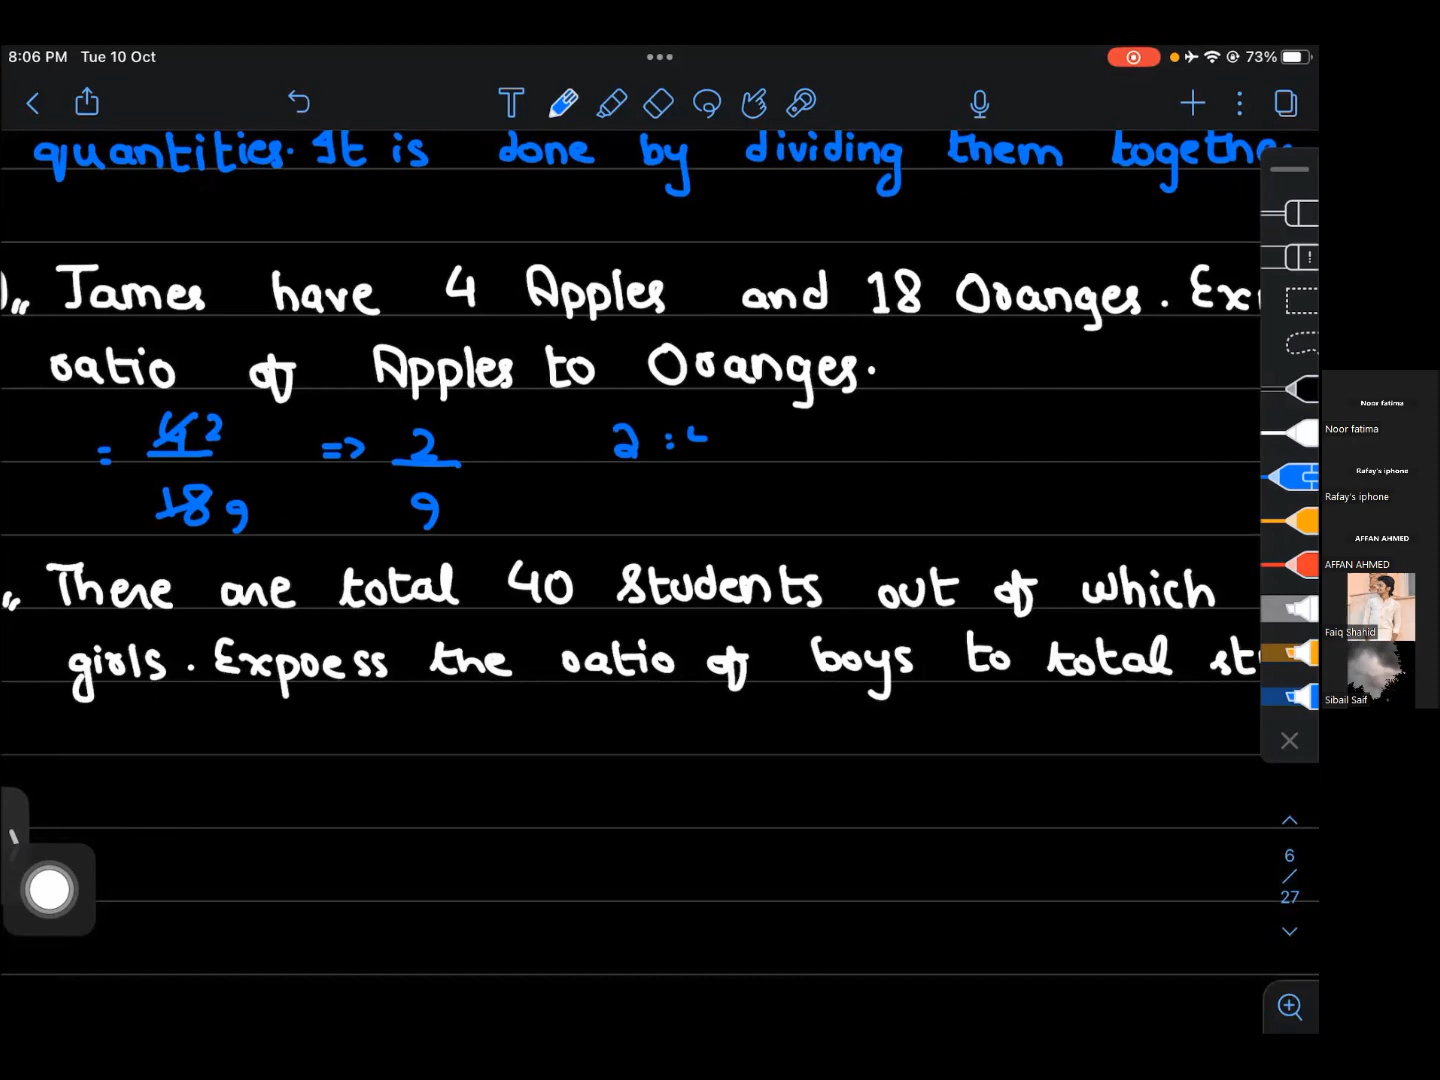 8:06 PM Tue 10 Oct
73%
T
quantities. It is done by dividing them togethe
1. James have 4 Apples and 18 Oranges. Ex
ratio of Apples to Oranges.
= 4 2 / 18 9 => 2 / 9 2 :
There are total 40 Students out of which
girls. Express the ratio of boys to total st
Noor fatima
Noor fatima
Rafay's iphone
Rafay's iphone
AFFAN AHMED
AFFAN AHMED
Faiq Shahid
Sibail Saif
6
/
27